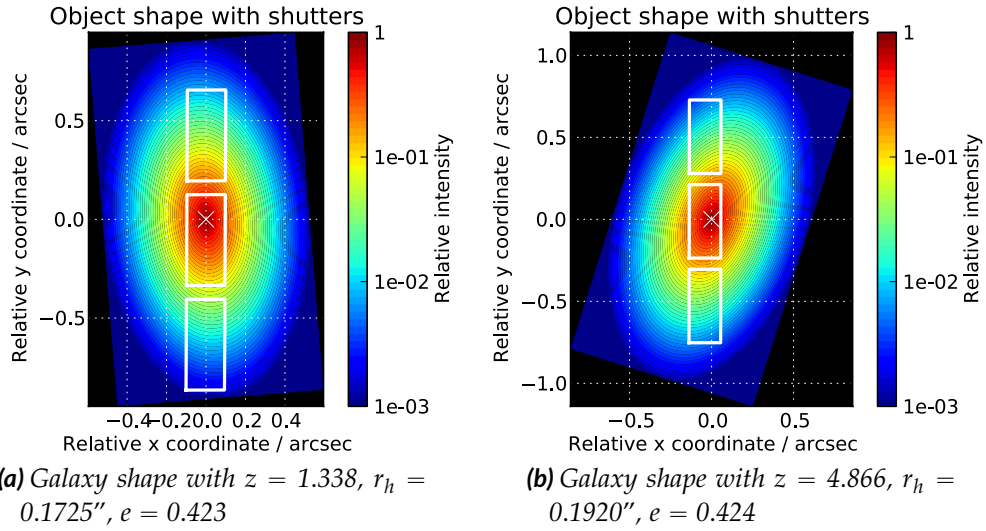 Object shape with shutters
0.5
0.0
−0.5
Relative y coordinate / arcsec
−0.4−0.20.0 0.2 0.4
Relative x coordinate / arcsec
1
1e-01
1e-02
1e-03
Relative intensity
(a) Galaxy shape with z = 1.338, r_h =
0.1725", e = 0.423
Object shape with shutters
1.0
0.5
0.0
−0.5
−1.0
Relative y coordinate / arcsec
−0.5 0.0 0.5
Relative x coordinate / arcsec
1
1e-01
1e-02
1e-03
Relative intensity
(b) Galaxy shape with z = 4.866, r_h =
0.1920", e = 0.424